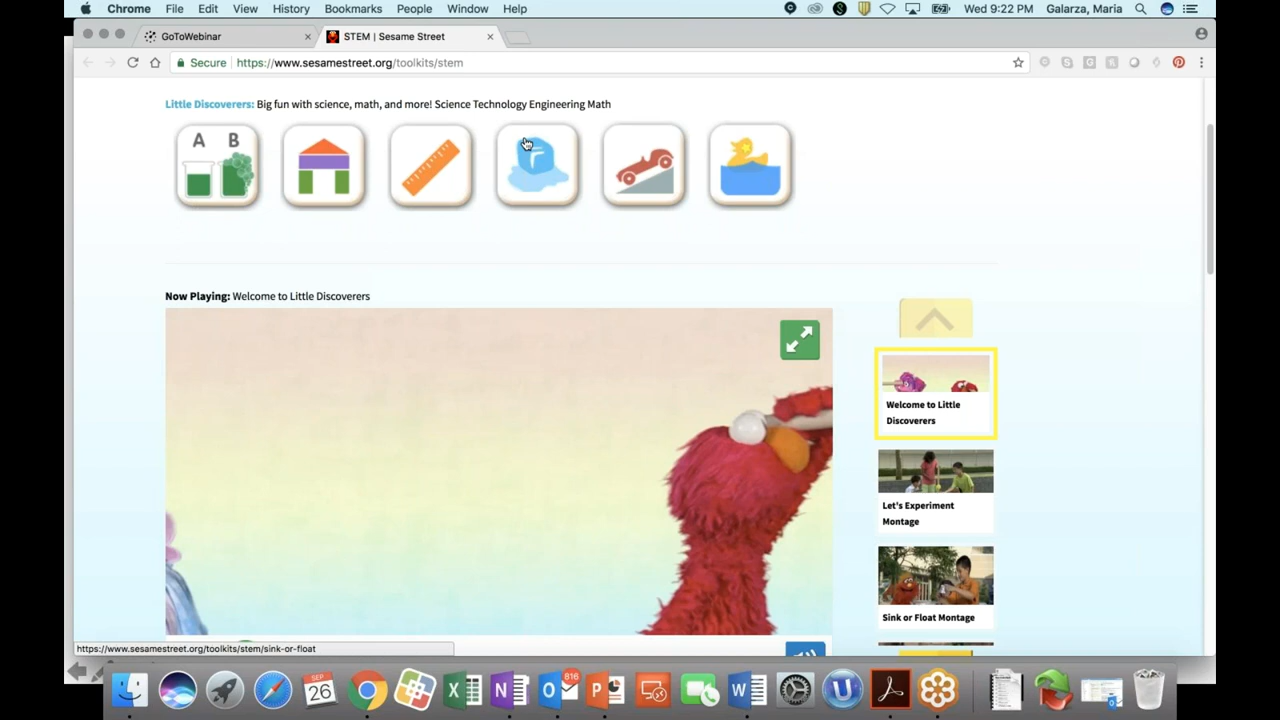 Chrome File Edit View History Bookmarks People Window Help Wed 9:22 PM Galarza, Maria
GoToWebinar STEM | Sesame Street
Secure https://www.sesamestreet.org/toolkits/stem
Little Discoverers: Big fun with science, math, and more! Science Technology Engineering Math
A B
Now Playing: Welcome to Little Discoverers
Welcome to Little
Discoverers
Let's Experiment
Montage
Sink or Float Montage
https://www.sesamestreet.org/toolkits/stem/sink-or-float
SEP
26
X
N
O
816
P
W
U